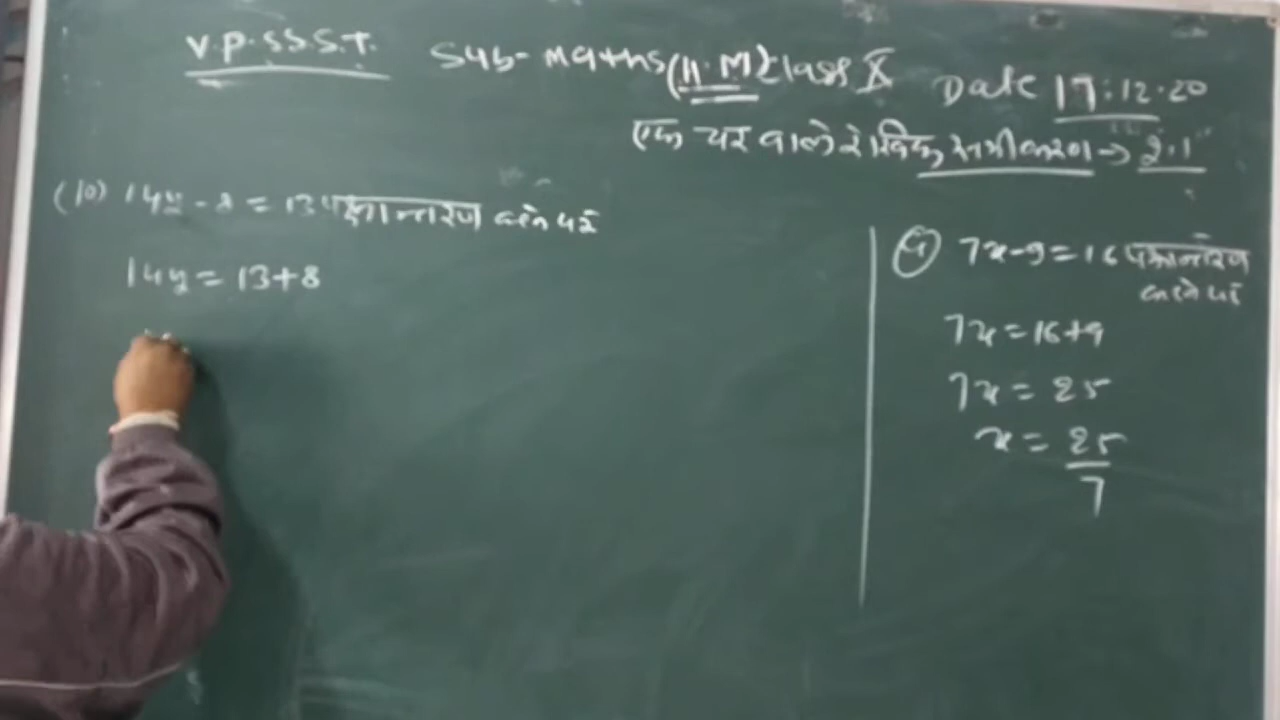 V.P.S.S.S.T. Sub- Maths (H.M) Class X Date 17.12.20
एक चर वाले रेखिक समीकरण → 2.1
(10) 14y - 8 = 13 पक्षान्तरण करने पर
14y = 13+8
(9) 7x-9=16 पक्षान्तरण
करने पर
7x=16+9
7x = 25
x = 25/7